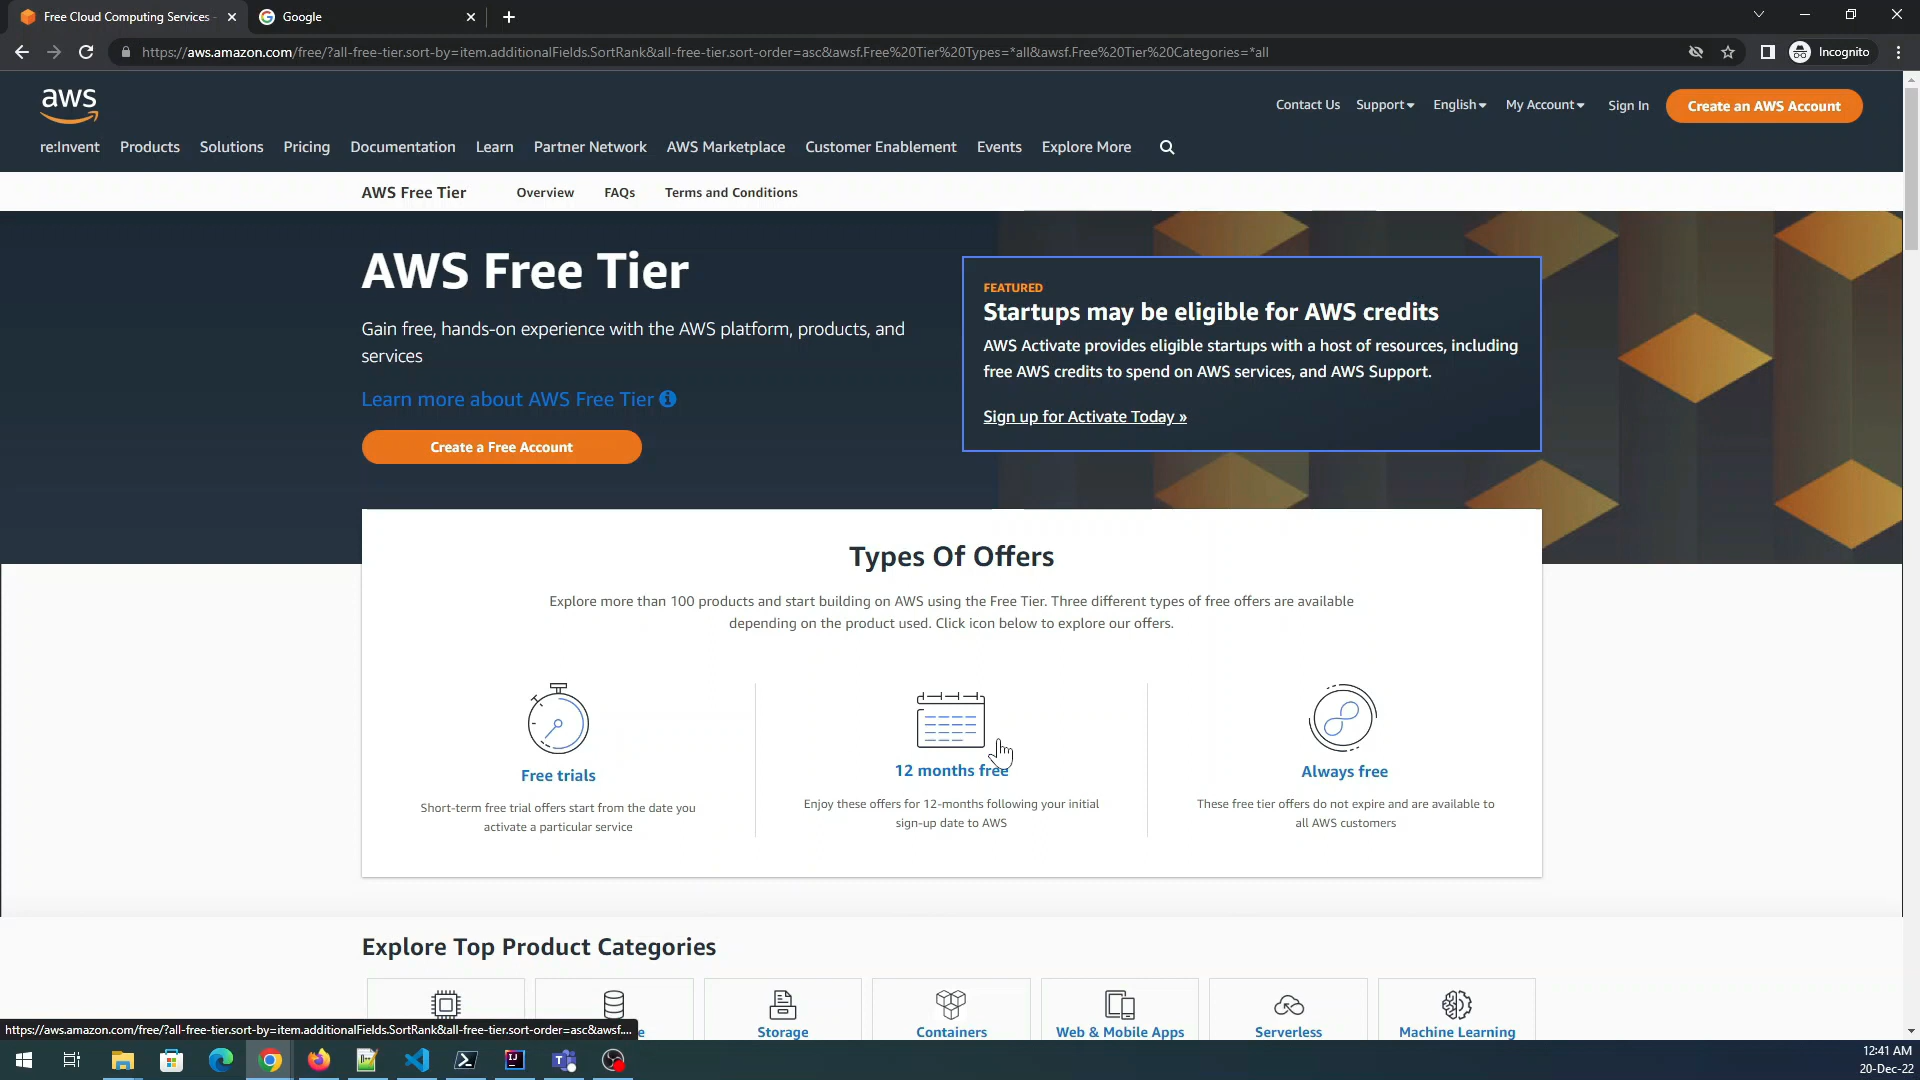 Free Cloud Computing Services -
Google
https://aws.amazon.com/free/?all-free-tier.sort-by=item.additionalFields.SortRank&all-free-tier.sort-order=asc&awsf.Free%20Tier%20Types=*all&awsf.Free%20Tier%20Categories=*all
Incognito
aws
Contact Us Support English My Account Sign In Create an AWS Account
re:Invent Products Solutions Pricing Documentation Learn Partner Network AWS Marketplace Customer Enablement Events Explore More
AWS Free Tier Overview FAQs Terms and Conditions
AWS Free Tier
Gain free, hands-on experience with the AWS platform, products, and
services
Learn more about AWS Free Tier
Create a Free Account
FEATURED
Startups may be eligible for AWS credits
AWS Activate provides eligible startups with a host of resources, including
free AWS credits to spend on AWS services, and AWS Support.
Sign up for Activate Today »
Types Of Offers
Explore more than 100 products and start building on AWS using the Free Tier. Three different types of free offers are available
depending on the product used. Click icon below to explore our offers.
Free trials
Short-term free trial offers start from the date you
activate a particular service
12 months free
Enjoy these offers for 12-months following your initial
sign-up date to AWS
Always free
These free tier offers do not expire and are available to
all AWS customers
Explore Top Product Categories
Storage
Containers
Web & Mobile Apps
Serverless
Machine Learning
https://aws.amazon.com/free/?all-free-tier.sort-by=item.additionalFields.SortRank&all-free-tier.sort-order=asc&awsf....
12:41 AM
20-Dec-22